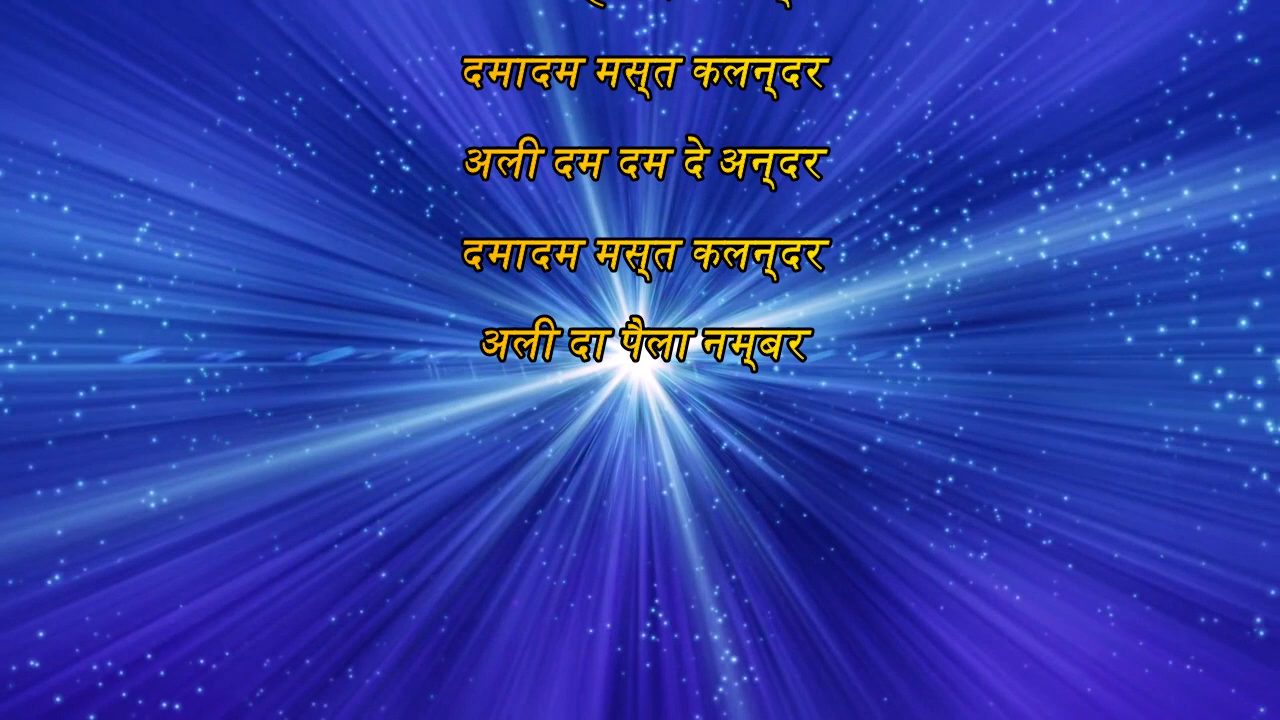 दमादम मस्‌त कलन्‌दर
अली दम दम दे अन्‌दर
दमादम मस्‌त कलन्‌दर
अली दा पैला नम्‌बर